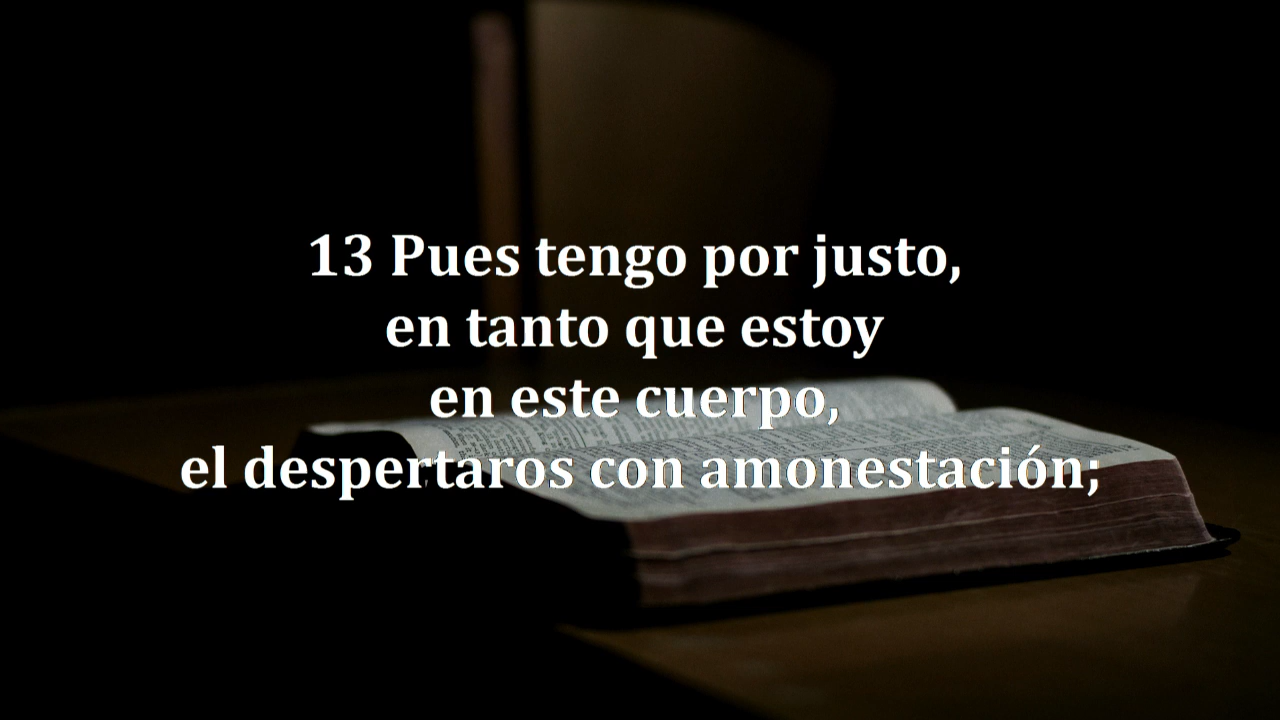 13 Pues tengo por justo,
en tanto que estoy
en este cuerpo,
el despertaros con amonestación;